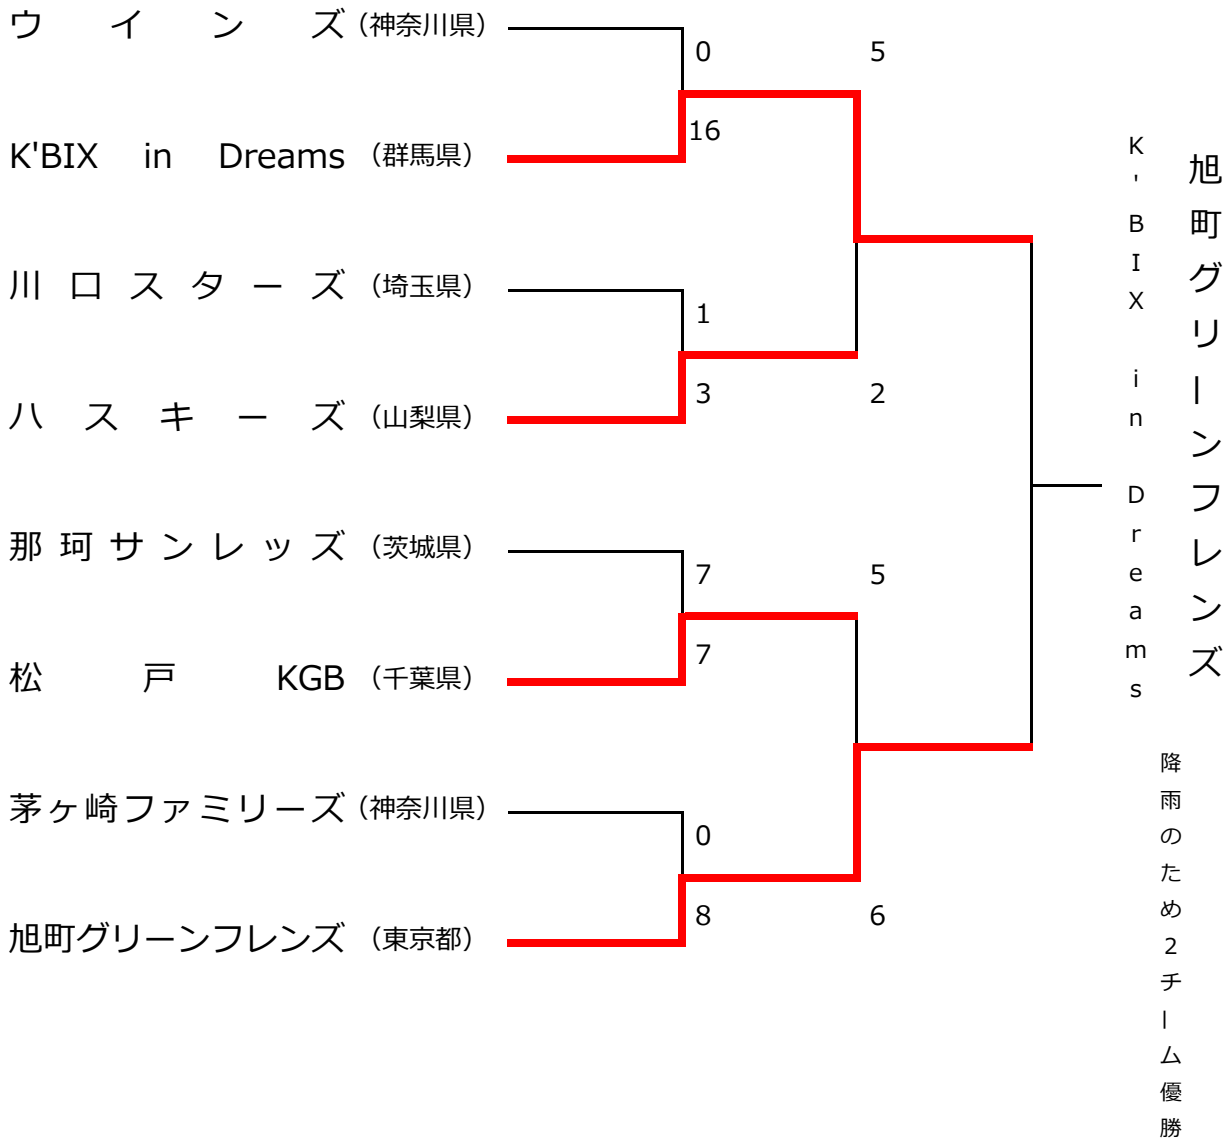 ウインズ（神奈川県）
0
5
K'BIX in Dreams（群馬県）
16
川口スターズ（埼玉県）
1
ハスキーズ（山梨県）
3
2
那珂サンレッズ（茨城県）
7
5
松戸KGB（千葉県）
7
茅ヶ崎ファミリーズ（神奈川県）
0
旭町グリーンフレンズ（東京都）
8
6
旭町グリーンフレンズ
K'BIX in Dreams
降雨のため2チーム優勝